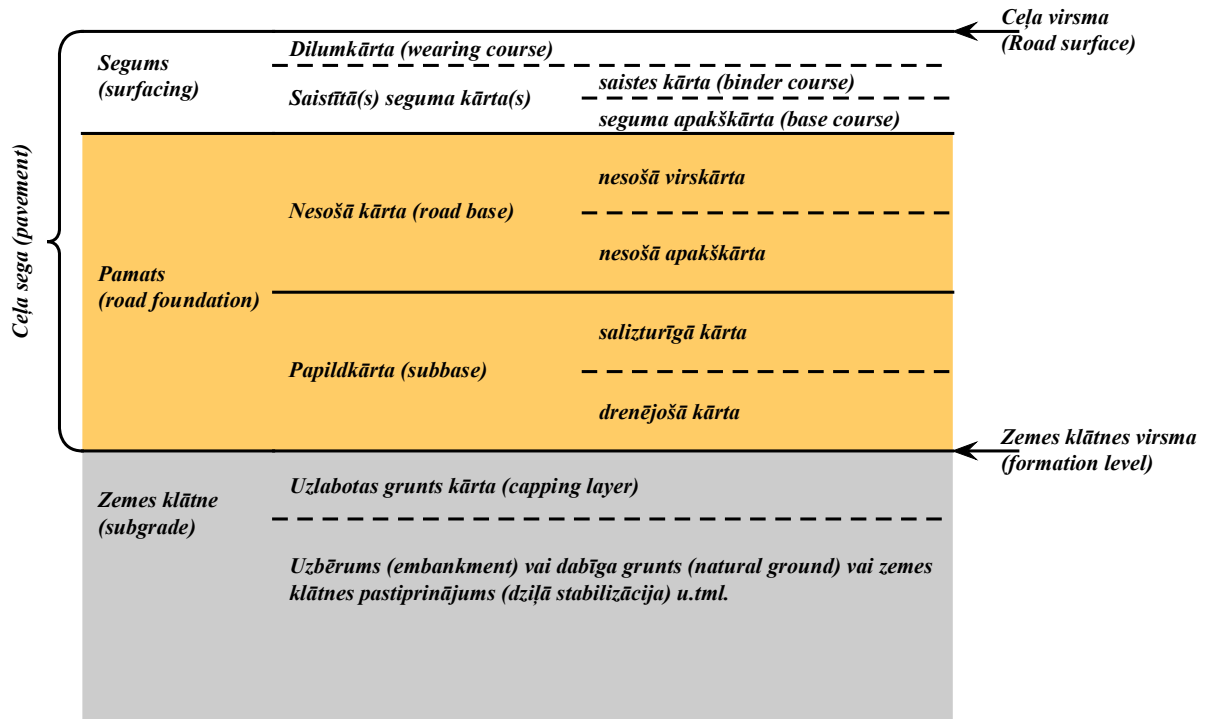 Ceļa virsma
(Road surface)
Dilumkārta (wearing course)
Segums
(surfacing)
Saistītā(s) seguma kārta(s)
saistes kārta (binder course)
seguma apakškārta (base course)
Ceļa sega (pavement)
Pamats
(road foundation)
Nesošā kārta (road base)
nesošā virskārta
nesošā apakškārta
Papildkārta (subbase)
salizturīgā kārta
drenējošā kārta
Zemes klātnes virsma
(formation level)
Zemes klātne
(subgrade)
Uzlabotas grunts kārta (capping layer)
Uzbērums (embankment) vai dabīga grunts (natural ground) vai zemes
klātnes pastiprinājums (dziļā stabilizācija) u.tml.